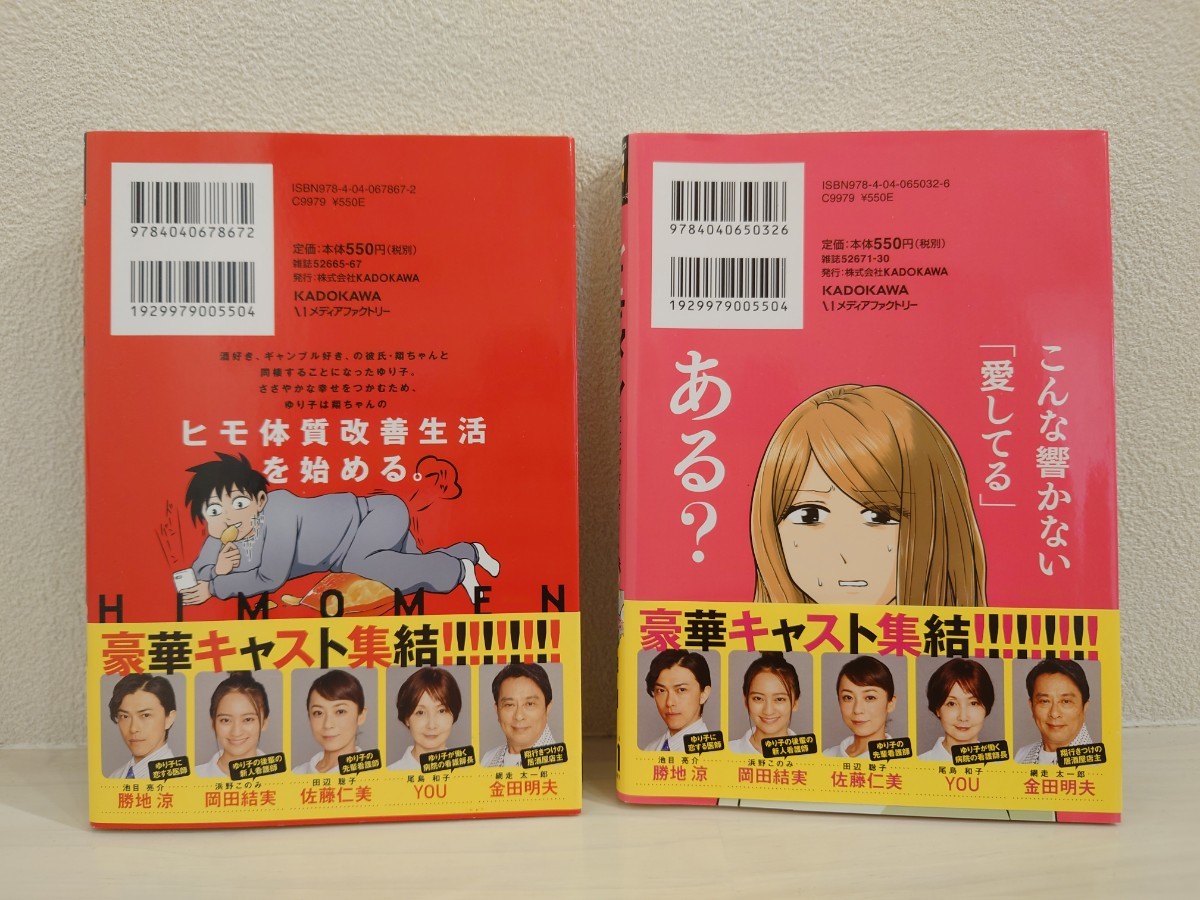 ISBN978-4-04-067867-2
C9979 ¥550E
9784040678672
定価:本体550円(税別)
雑誌52665-67
発行:株式会社KADOKAWA
KADOKAWA
メディアファクトリー
1929979005504
酒好き、ギャンブル好き、の彼氏・翔ちゃんと
同棲することになったゆり子。
ささやかな幸せをつかむため、
ゆり子は翔ちゃんの
ヒモ体質改善生活
を始める。
HIMOMEN
豪華キャスト集結!!!!!!!!!
ゆり子に
恋する医師
池目 亮介
勝地 涼
ゆり子の後輩の
新人看護師
浜野このみ
岡田結実
ゆり子の
先輩看護師
田辺 聡子
佐藤仁美
ゆり子が働く
病院の看護師長
尾島 和子
YOU
翔行きつけの
居酒屋店主
網走 太一郎
金田明夫
ISBN978-4-04-065032-6
C9979 ¥550E
9784040650326
定価:本体550円(税別)
雑誌52671-30
発行:株式会社KADOKAWA
KADOKAWA
メディアファクトリー
1929979005504
こんな響かない
「愛してる」
ある?
豪華キャスト集結!!!!!!!!!
ゆり子に
恋する医師
池目 亮介
勝地 涼
ゆり子の後輩の
新人看護師
浜野このみ
岡田結実
ゆり子の
先輩看護師
田辺 聡子
佐藤仁美
ゆり子が働く
病院の看護師長
尾島 和子
YOU
翔行きつけの
居酒屋店主
網走 太一郎
金田明夫